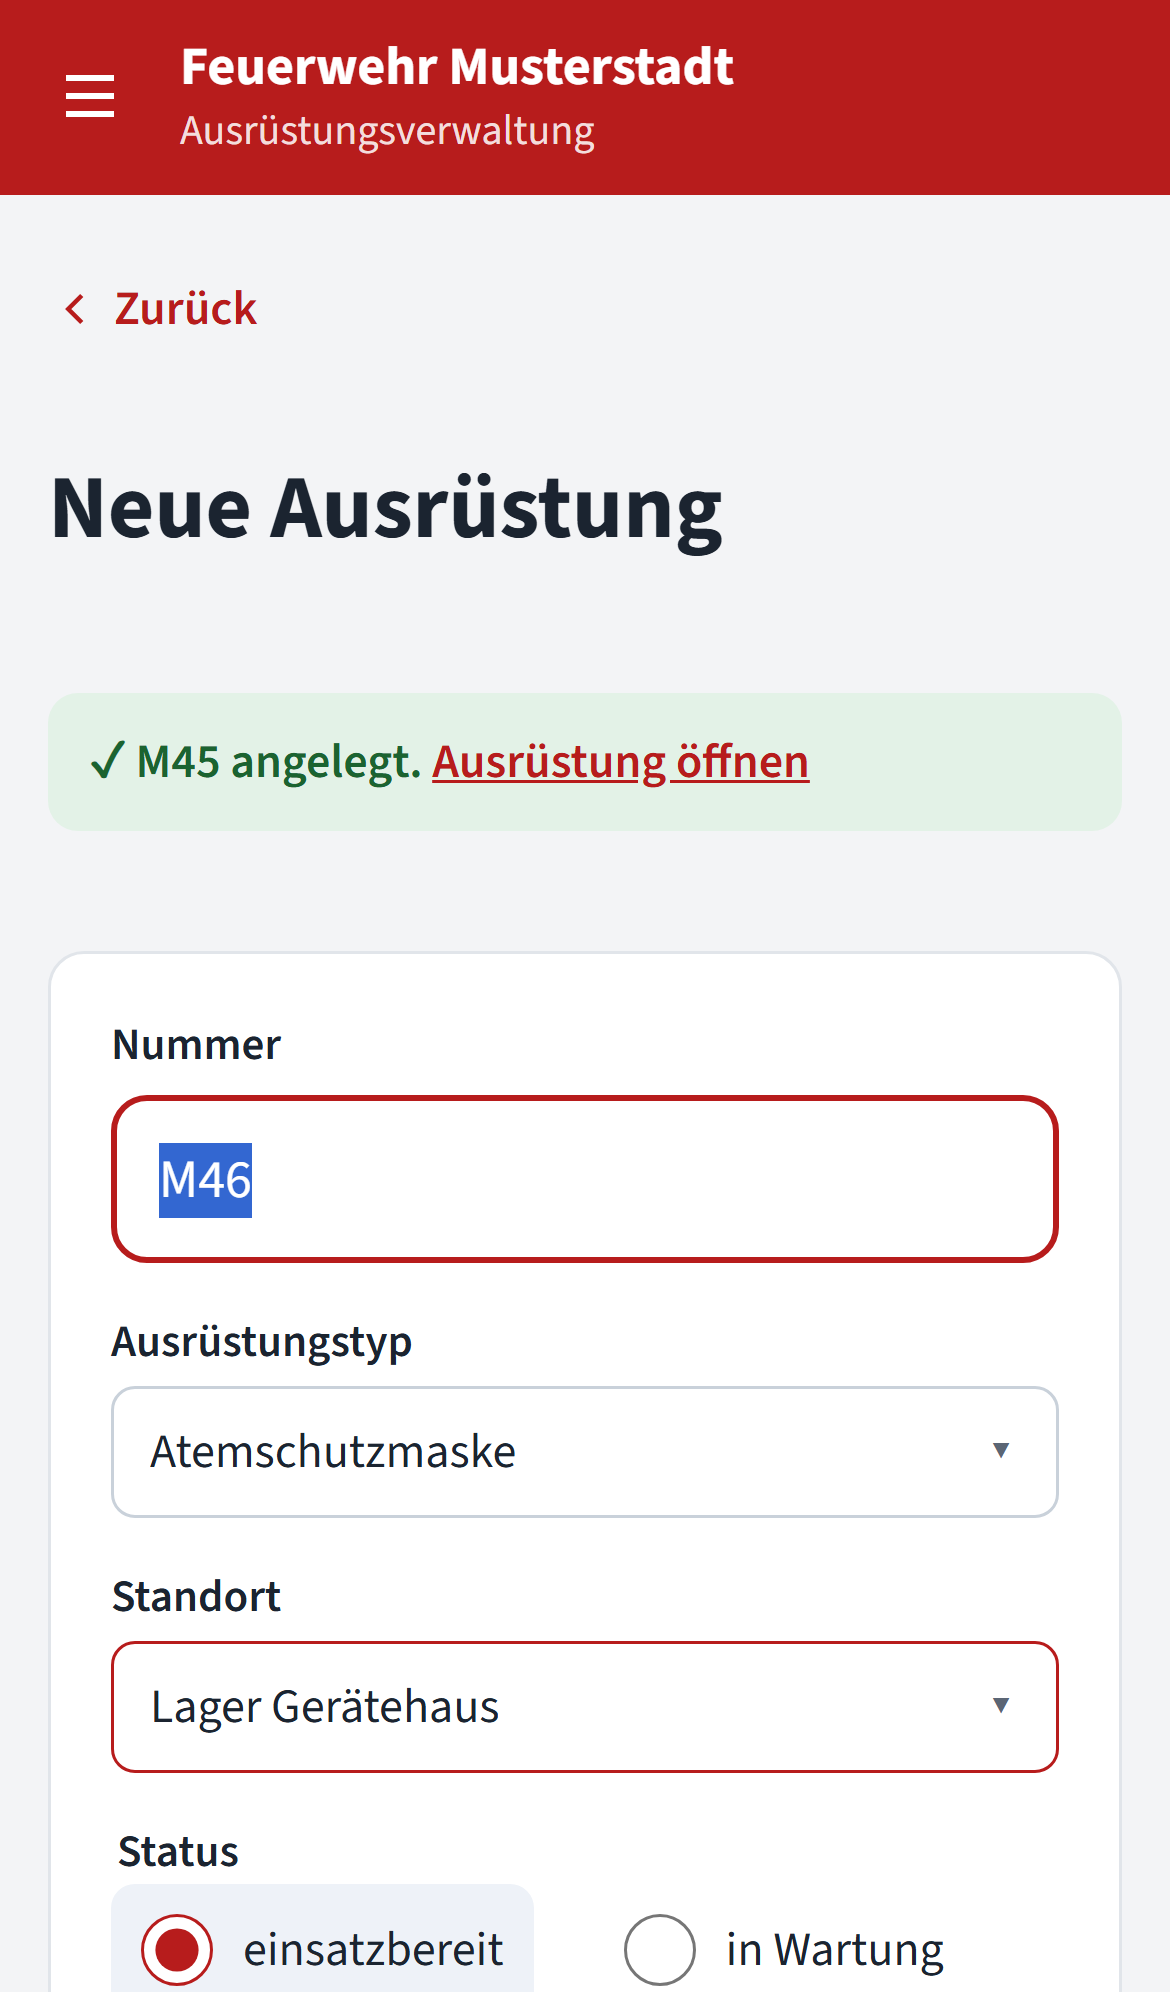 Feuerwehr Musterstadt
Ausrüstungsverwaltung
Zurück
Neue Ausrüstung
✓ M45 angelegt. Ausrüstung öffnen
Nummer
M46
Ausrüstungstyp
Atemschutzmaske
Standort
Lager Gerätehaus
Status
einsatzbereit
in Wartung